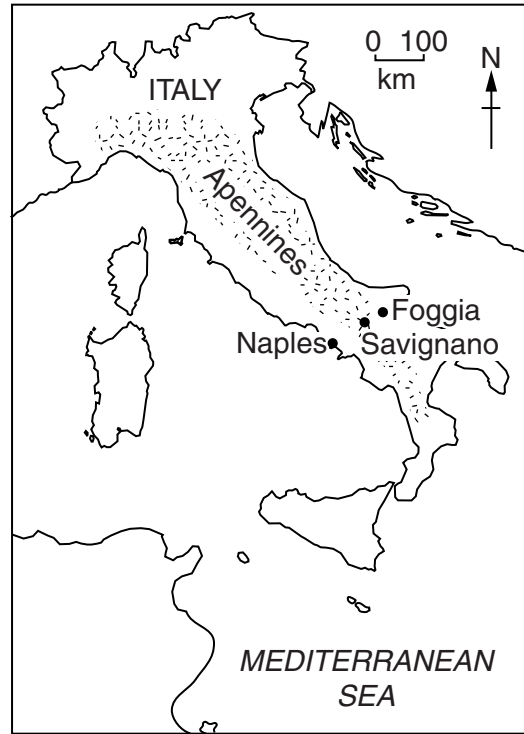 0 100
km
N
ITALY
Apennines
Foggia
Naples
Savignano
MEDITERRANEAN
SEA